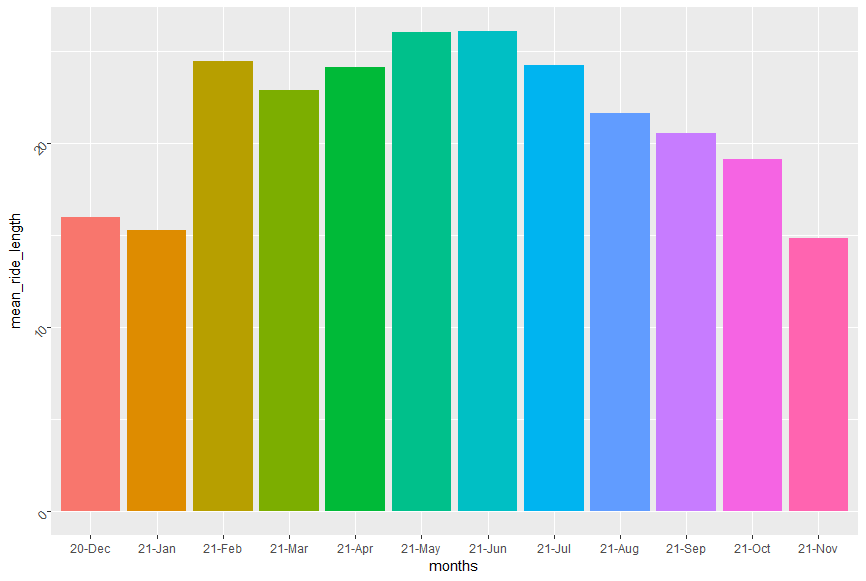 mean_ride_length
20
10
0
20-Dec 21-Jan 21-Feb 21-Mar 21-Apr 21-May 21-Jun 21-Jul 21-Aug 21-Sep 21-Oct 21-Nov
months